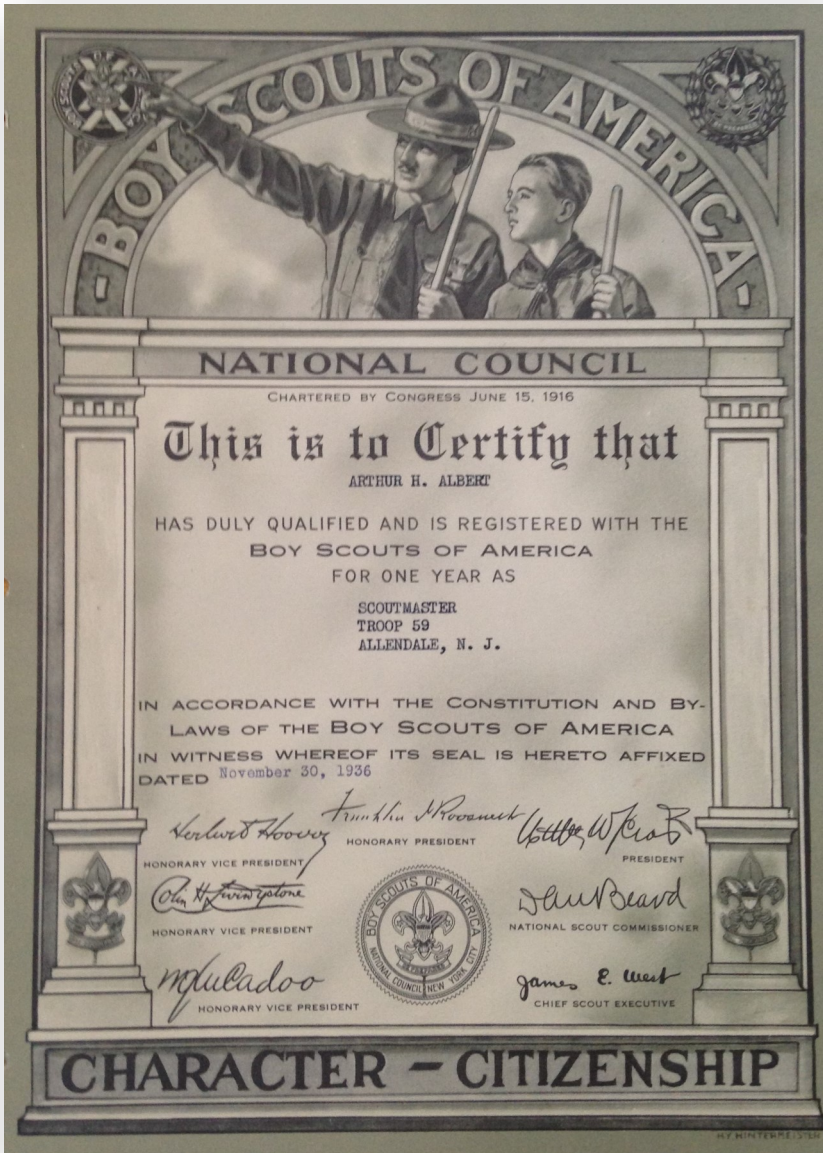 BOY SCOUTS OF AMERICA
NATIONAL COUNCIL
CHARTERED BY CONGRESS JUNE 15, 1916
This is to Certify that
ARTHUR H. ALBERT
HAS DULY QUALIFIED AND IS REGISTERED WITH THE
BOY SCOUTS OF AMERICA
FOR ONE YEAR AS
SCOUTMASTER
TROOP 59
ALLENDALE, N. J.
IN ACCORDANCE WITH THE CONSTITUTION AND BY-
LAWS OF THE BOY SCOUTS OF AMERICA
IN WITNESS WHEREOF ITS SEAL IS HERETO AFFIXED
DATED November 30, 1936
Herbert Hoover
HONORARY VICE PRESIDENT
Franklin D Roosevelt
HONORARY PRESIDENT
PRESIDENT
Colin H. Livingstone
HONORARY VICE PRESIDENT
BOY SCOUTS OF AMERICA
NATIONAL COUNCIL NEW YORK CITY
Dan Beard
NATIONAL SCOUT COMMISSIONER
McAdoo
HONORARY VICE PRESIDENT
James E. West
CHIEF SCOUT EXECUTIVE
CHARACTER – CITIZENSHIP
HY HINTERMEISTER